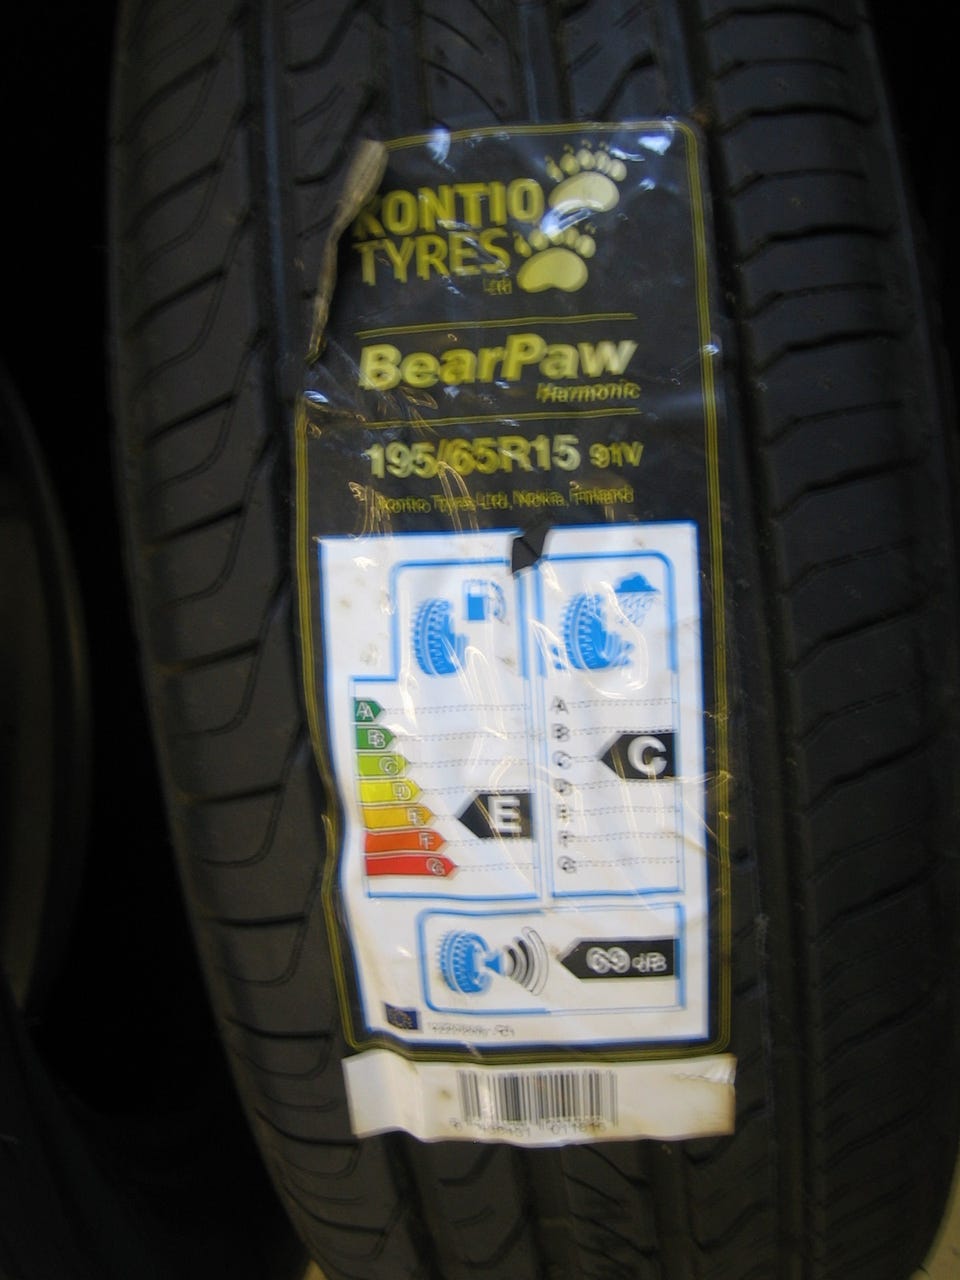 KONTIO
TYRES
Ltd
BearPaw
Harmonic
195/65R15 91V
Kontio Tyres Ltd, Nokia, Finland
A
B
C
D
E
F
G
E
A
B
C
D
E
F
G
C
69 dB